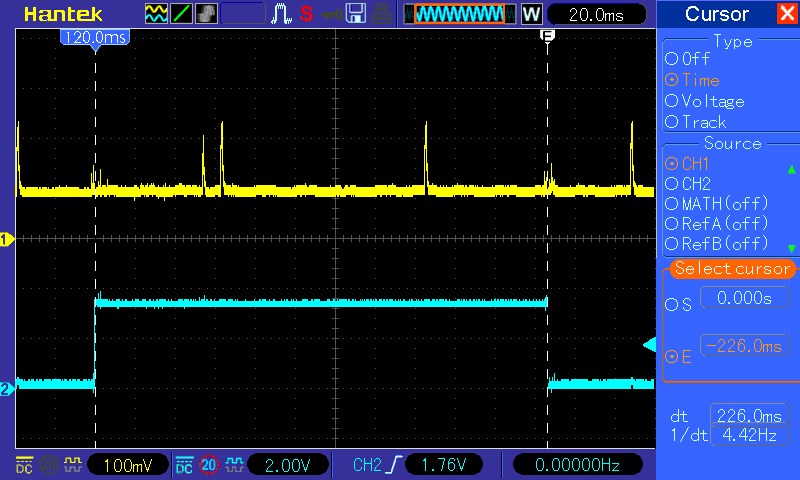 Hantek
S
W
20.0ms
Cursor
120.0ms
E
Type
Off
Time
Voltage
Track
Source
CH1
CH2
MATH(off)
RefA(off)
RefB(off)
1
Select cursor
S
0.000s
E
-226.0ms
2
dt
226.0ms
1/dt
4.42Hz
DC
20
100mV
DC
20
2.00V
CH2
1.76V
0.00000Hz